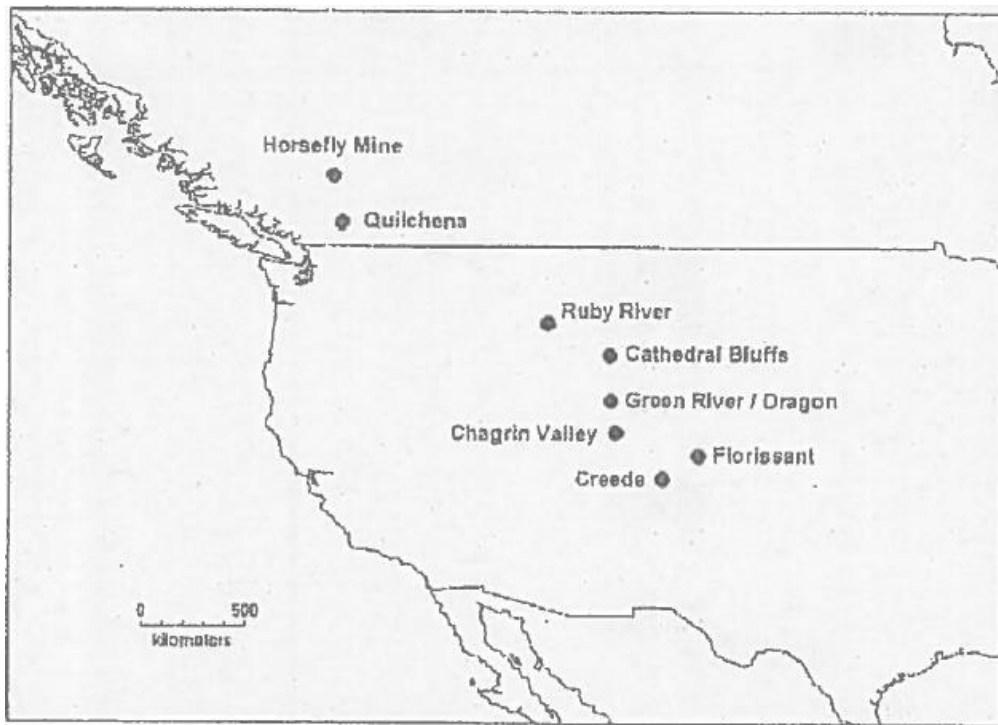 Horsefly Mine
Quilchena
Ruby River
Cathedral Bluffs
Green River / Dragon
Chagrin Valley
Florissant
Creede
0 500
kilometers